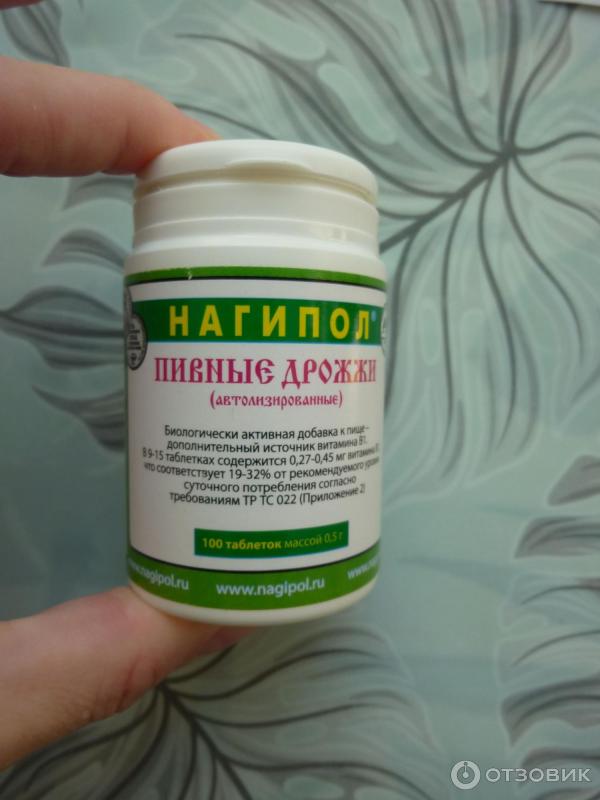 НАГИПОЛ®
ПИВНЫЕ ДРОЖЖИ
(автолизированные)
Биологически активная добавка к пище –
дополнительный источник витамина В1.
В 9-15 таблетках содержится 0,27-0,45 мг витамина
что соответствует 19-32% от рекомендуемого уровня
суточного потребления согласно
требованиям ТР ТС 022 (Приложение 2)
100 таблеток массой 0,5 г
nagipol.ru www.nagipol.ru www.na
ОТЗОВИК